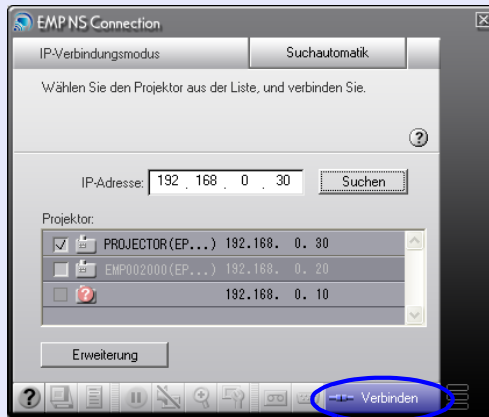 EMP NS Connection
IP-Verbindungsmodus Suchautomatik
Wählen Sie den Projektor aus der Liste, und verbinden Sie.
?
IP-Adresse: 192 . 168 . 0 . 30 Suchen
Projektor:
PROJECTOR(EP...) 192.168. 0. 30
EMP002000(EP...) 192.168. 0. 20
? 192.168. 0. 10
Erweiterung
? Verbinden